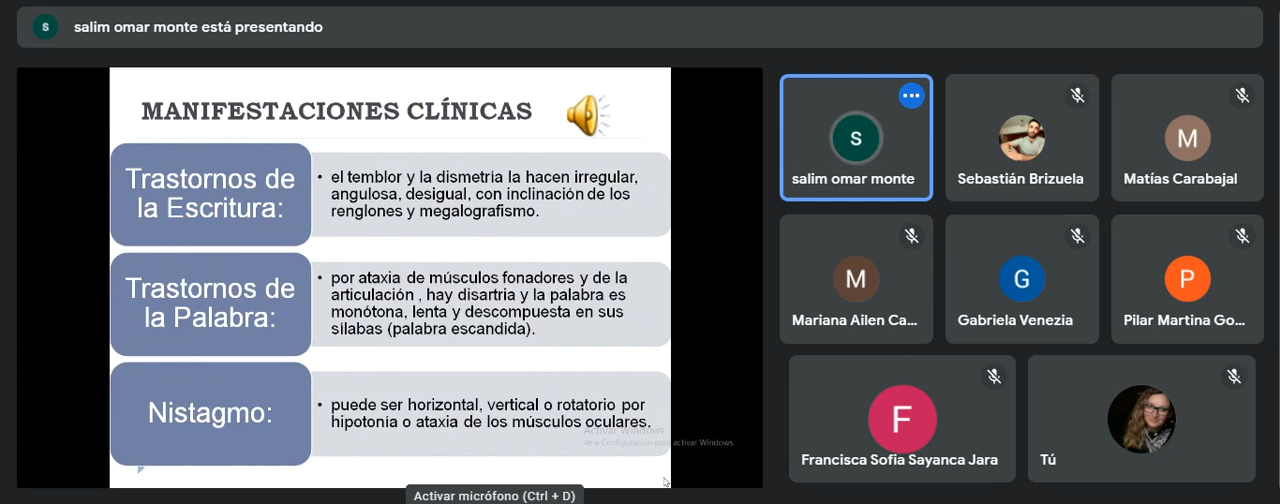 S
salim omar monte está presentando
MANIFESTACIONES CLÍNICAS
Trastornos de
la Escritura:
• el temblor y la dismetria la hacen irregular,
angulosa, desigual, con inclinación de los
renglones y megalografismo.
Trastornos de
la Palabra:
• por ataxia de músculos fonadores y de la
articulación , hay disartria y la palabra es
monótona, lenta y descompuesta en sus
sílabas (palabra escandida).
Nistagmo:
• puede ser horizontal, vertical o rotatorio por
hipotonia o ataxia de los músculos oculares.
Activar Windows
Ve a Configuración para activar Windows.
Activar micrófono (Ctrl + D)
S
salim omar monte
Sebastián Brizuela
M
Matías Carabajal
M
Mariana Ailen Ca...
G
Gabriela Venezia
P
Pilar Martina Go...
F
Francisca Sofia Sayanca Jara
Tú